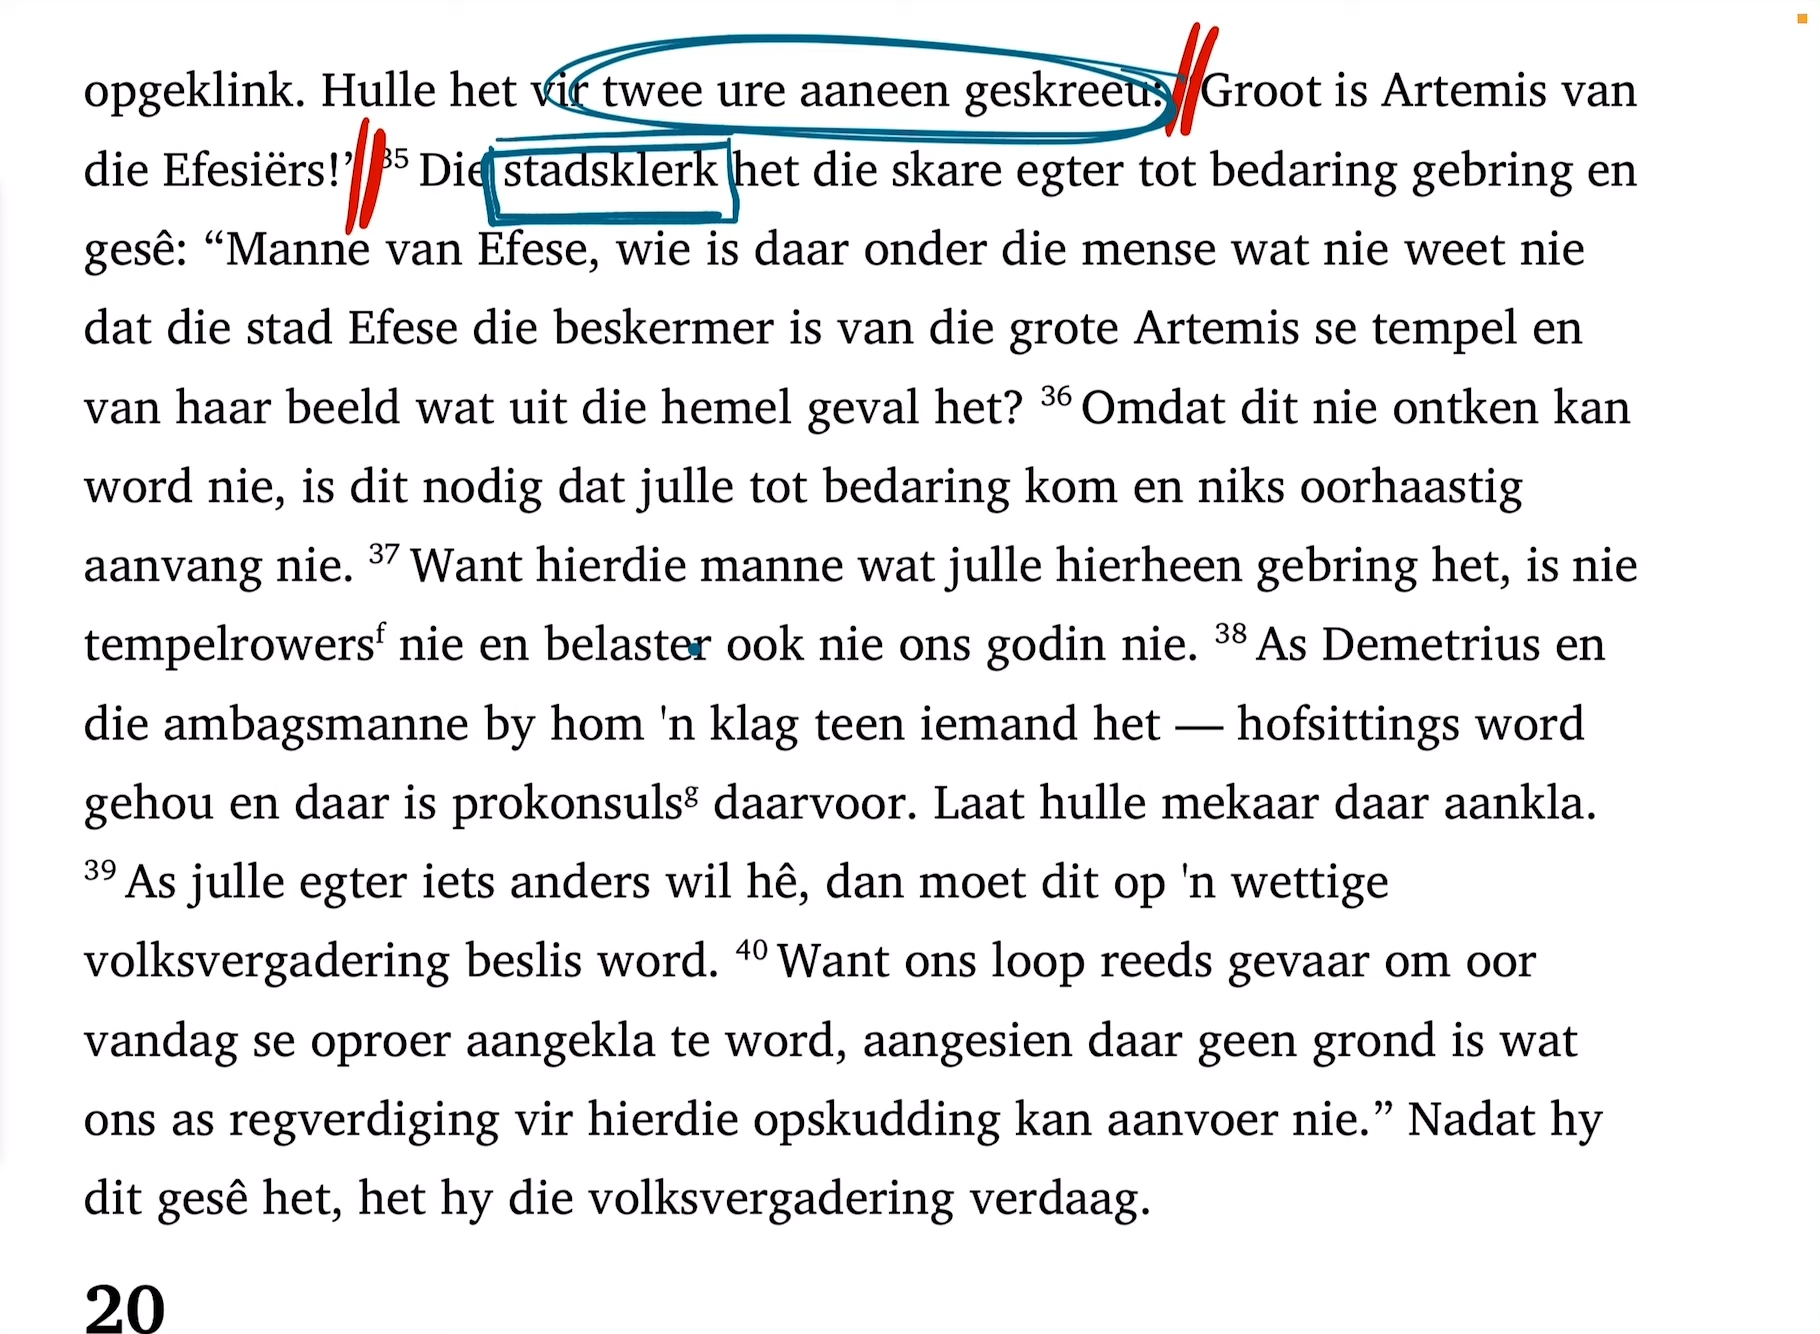 opgeklink. Hulle het vir twee ure aaneen geskreeu: “Groot is Artemis van
die Efesiërs!” ³⁵ Die stadsklerk het die skare egter tot bedaring gebring en
gesê: “Manne van Efese, wie is daar onder die mense wat nie weet nie
dat die stad Efese die beskermer is van die grote Artemis se tempel en
van haar beeld wat uit die hemel geval het? ³⁶ Omdat dit nie ontken kan
word nie, is dit nodig dat julle tot bedaring kom en niks oorhaastig
aanvang nie. ³⁷ Want hierdie manne wat julle hierheen gebring het, is nie
tempelrowersᶠ nie en belaster ook nie ons godin nie. ³⁸ As Demetrius en
die ambagsmanne by hom 'n klag teen iemand het — hofsittings word
gehou en daar is prokonsulsᵍ daarvoor. Laat hulle mekaar daar aankla.
³⁹ As julle egter iets anders wil hê, dan moet dit op 'n wettige
volksvergadering beslis word. ⁴⁰ Want ons loop reeds gevaar om oor
vandag se oproer aangekla te word, aangesien daar geen grond is wat
ons as regverdiging vir hierdie opskudding kan aanvoer nie.” Nadat hy
dit gesê het, het hy die volksvergadering verdaag.
20